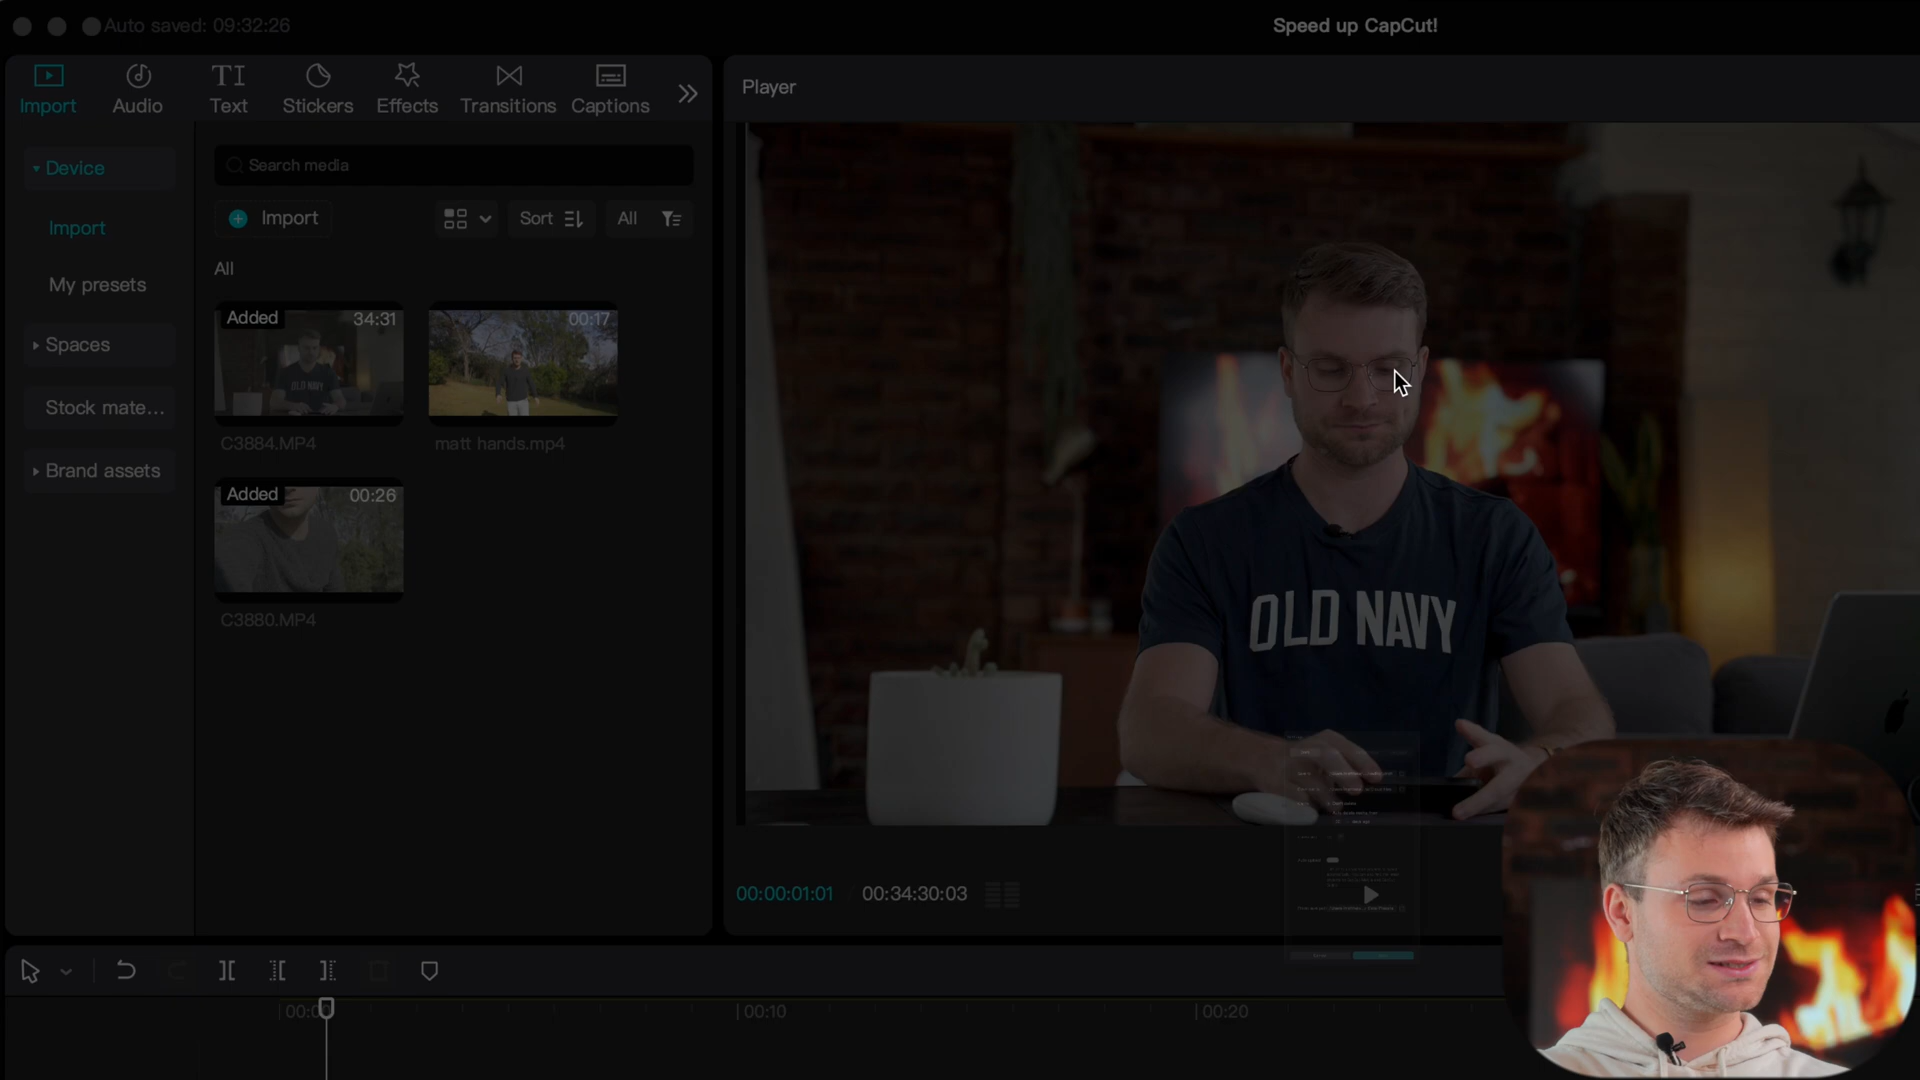 Auto saved: 09:32:26
Speed up CapCut!
Import
Audio
TI
Text
Stickers
Effects
Transitions
Captions
Player
Device
Search media
Import
Import
Sort
All
My presets
All
Spaces
Added
34:31
00:17
Stock mate...
OLD NAVY
C3884.MP4
matt hands.mp4
Brand assets
Added
00:26
OLD NAVY
C3880.MP4
00:00:01:01
00:34:30:03
00:10
00:20